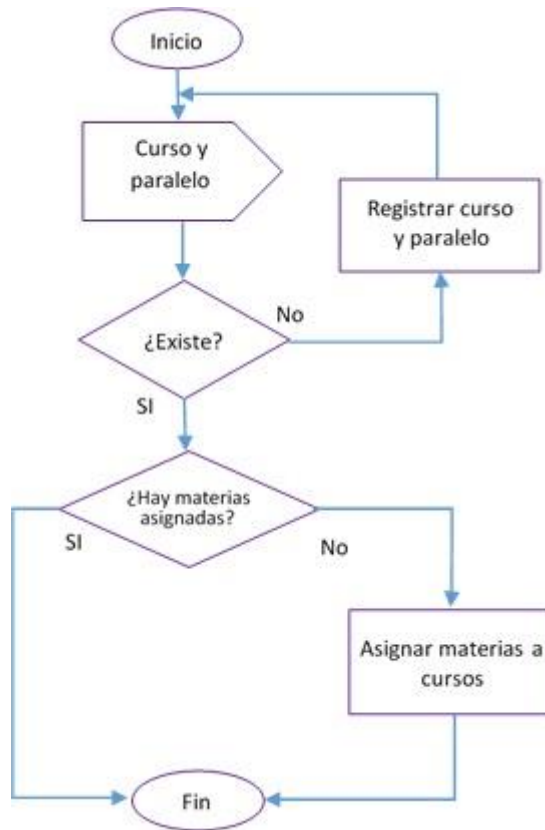 Inicio
Curso y
paralelo
Registrar curso
y paralelo
No
¿Existe?
SI
¿Hay materias
asignadas?
SI
No
Asignar materias a
cursos
Fin